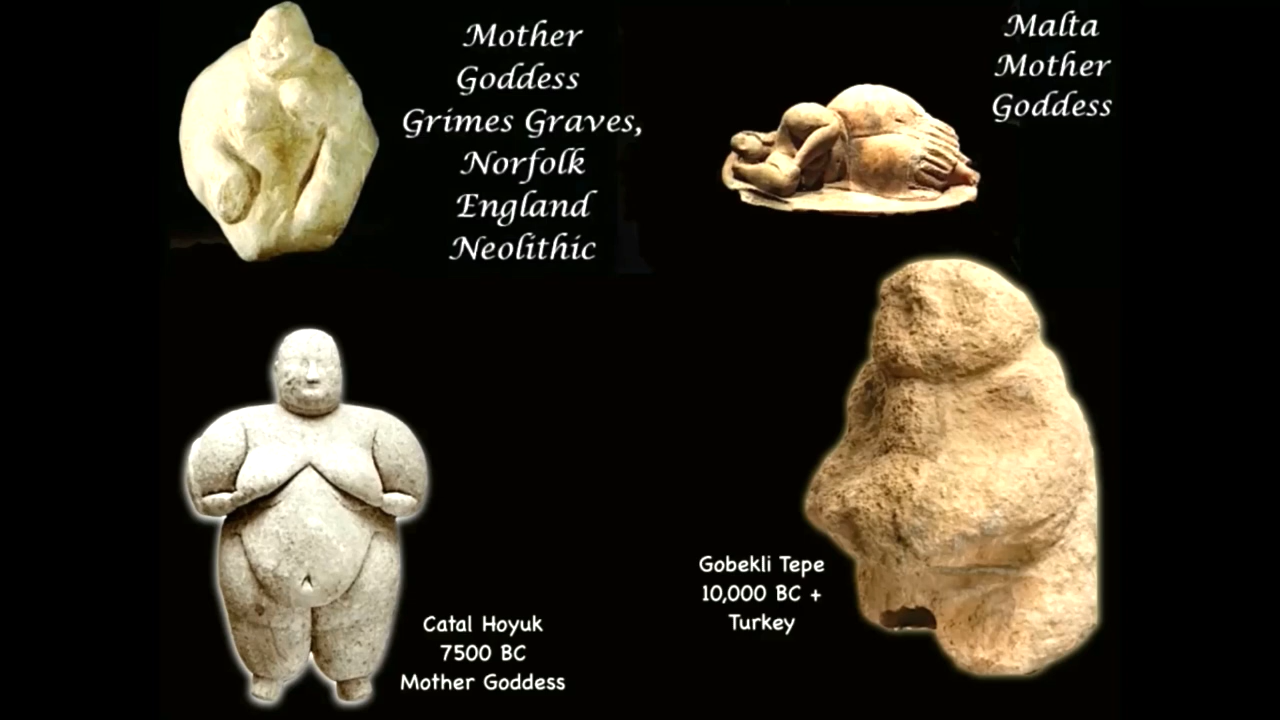 Mother
Goddess
Grimes Graves,
Norfolk
England
Neolithic
Malta
Mother
Goddess
Catal Hoyuk
7500 BC
Mother Goddess
Gobekli Tepe
10,000 BC +
Turkey